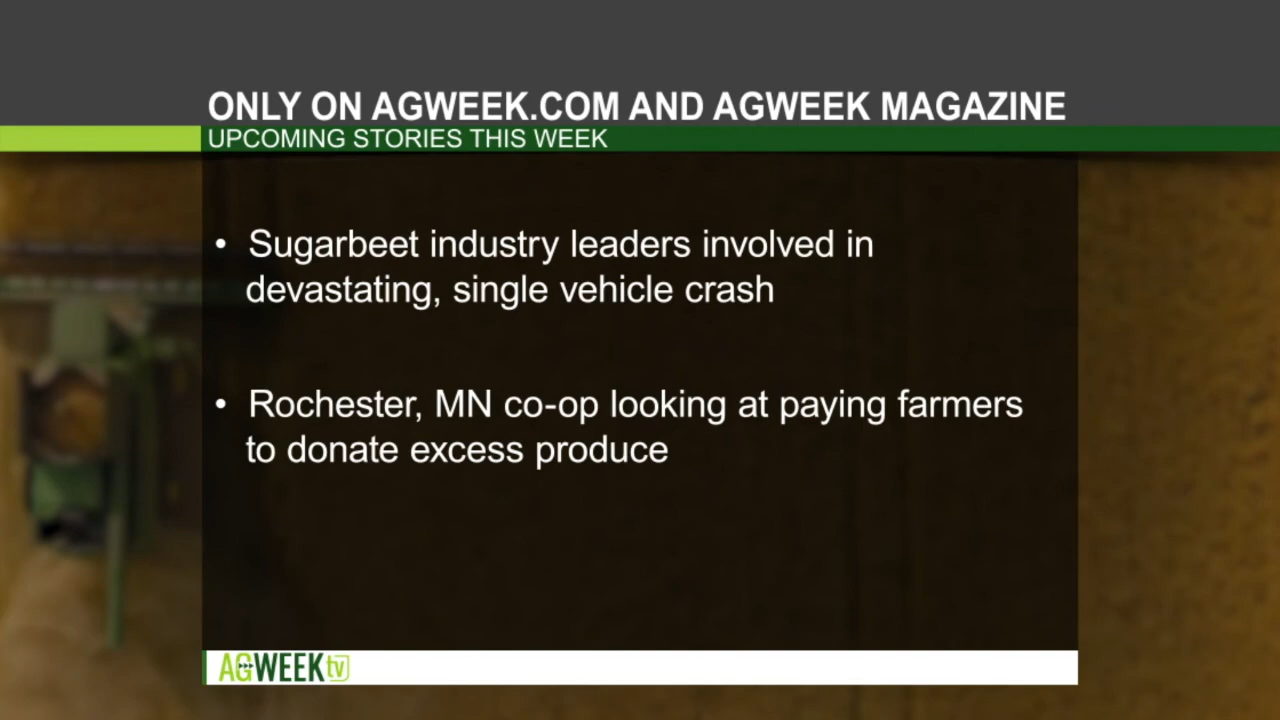 ONLY ON AGWEEK.COM AND AGWEEK MAGAZINE
UPCOMING STORIES THIS WEEK
• Sugarbeet industry leaders involved in
devastating, single vehicle crash
• Rochester, MN co-op looking at paying farmers
to donate excess produce
AGWEEK tv